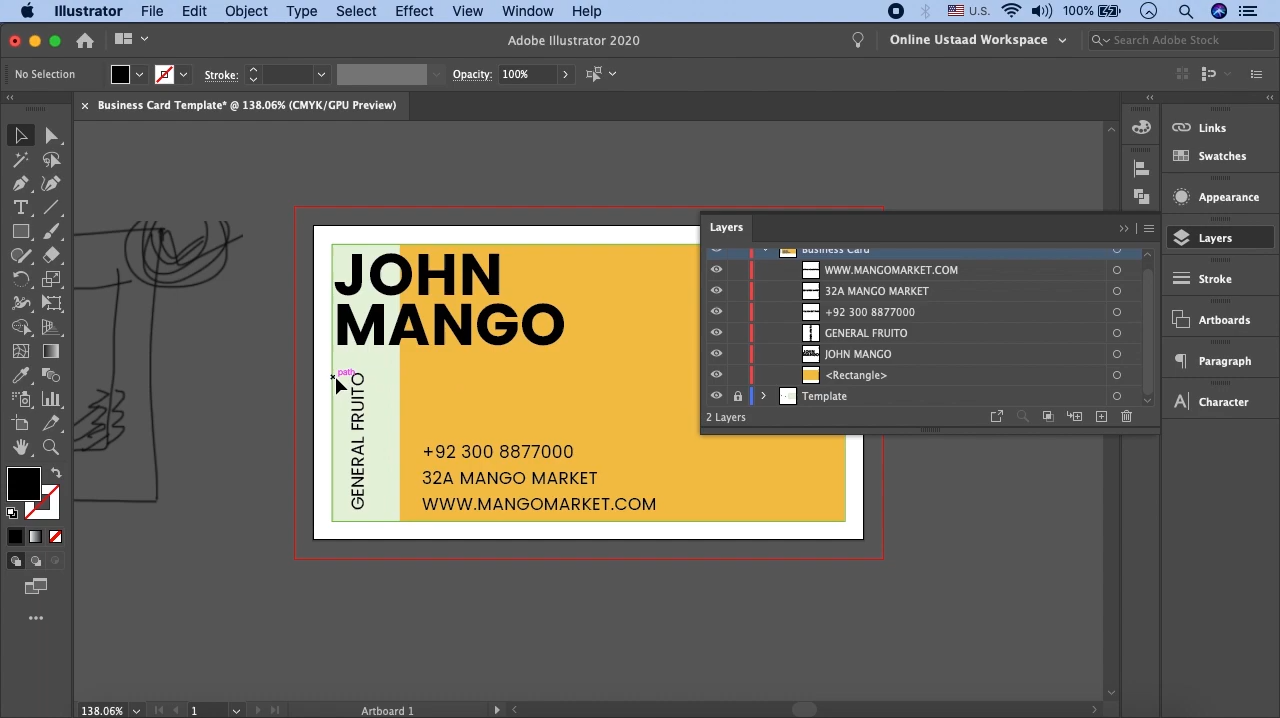 Illustrator File Edit Object Type Select Effect View Window Help U.S. 100%
Adobe Illustrator 2020 Online Ustaad Workspace Search Adobe Stock
No Selection Stroke: Opacity: 100%
× Business Card Template* @ 138.06% (CMYK/GPU Preview)
Links
Swatches
Appearance
Layers
Stroke
Artboards
Paragraph
Character
Layers
Business Card
WWW.MANGOMARKET.COM
32A MANGO MARKET
+92 300 8877000
GENERAL FRUITO
JOHN MANGO
<Rectangle>
Template
2 Layers
JOHN
MANGO
path
GENERAL FRUITO
+92 300 8877000
32A MANGO MARKET
WWW.MANGOMARKET.COM
138.06% 1 Artboard 1